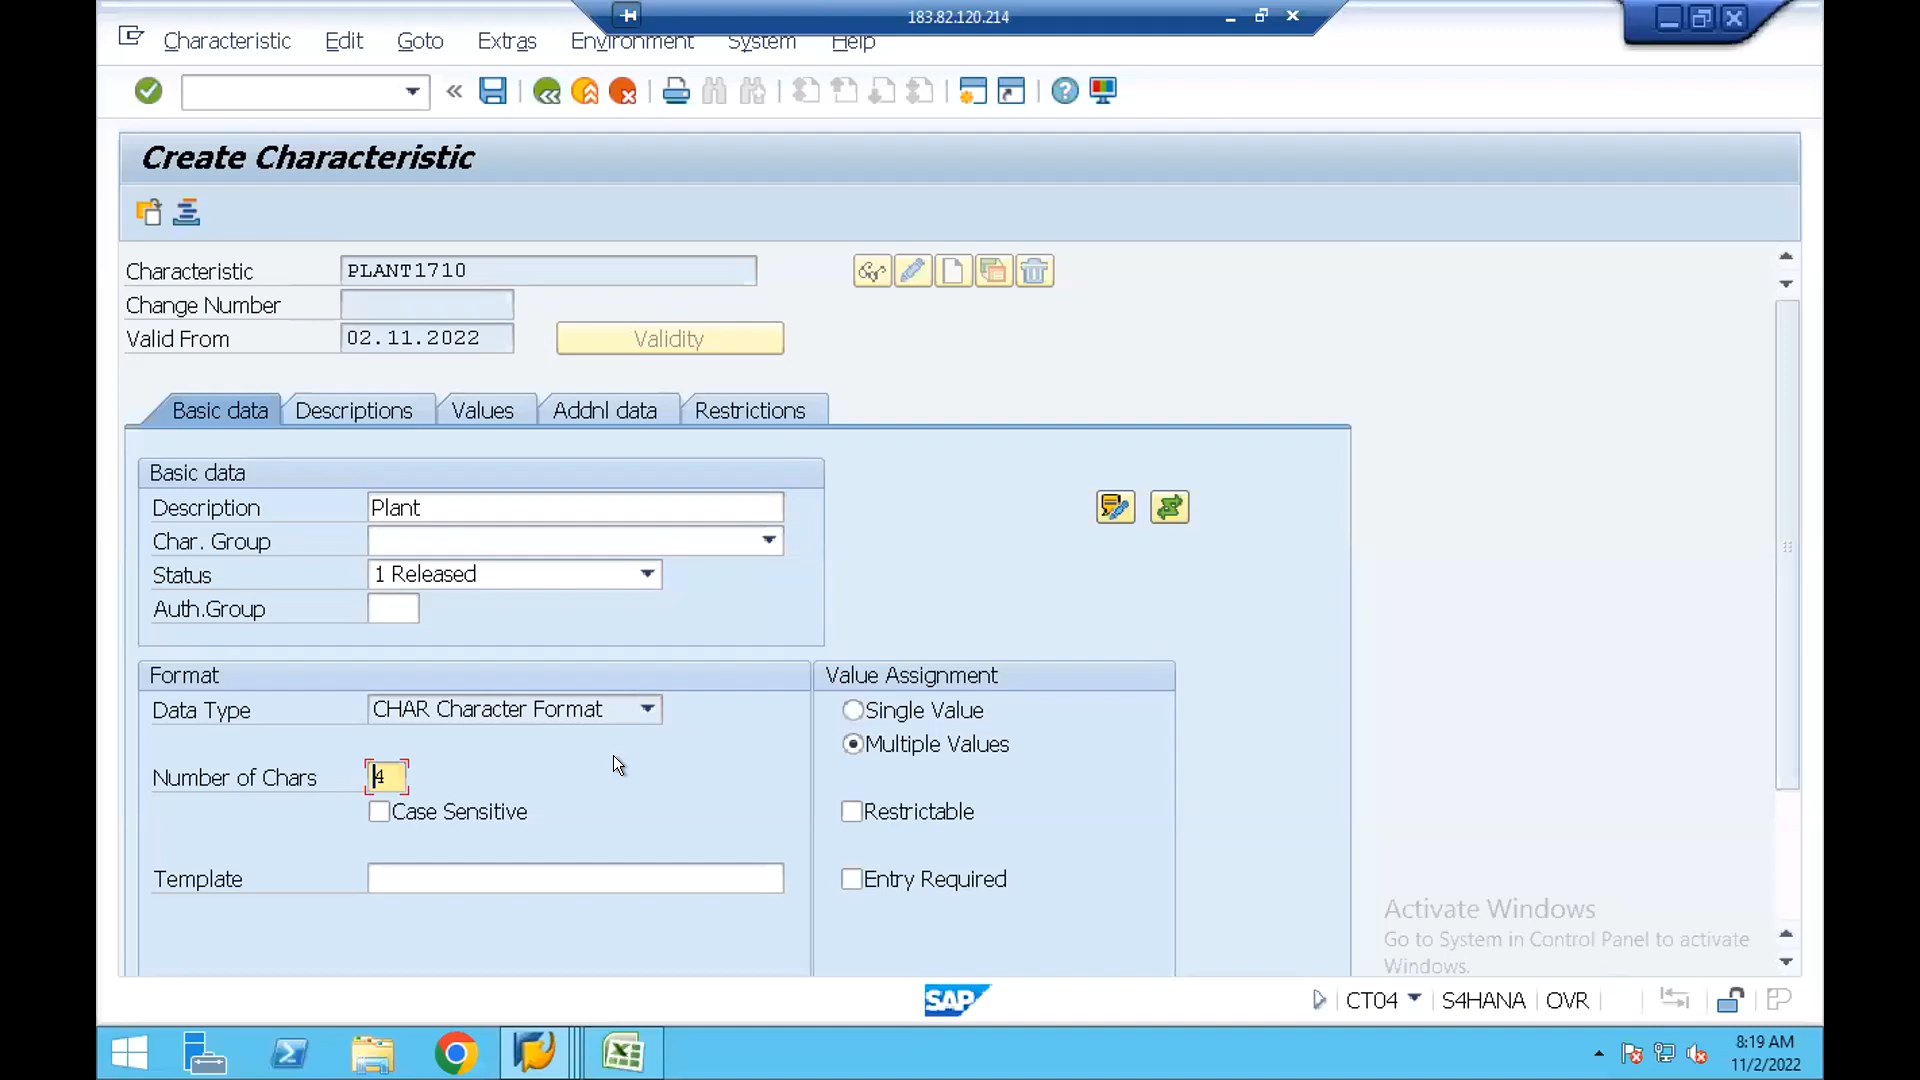 183.82.120.214
Characteristic Edit Goto Extras Environment System Help
Create Characteristic
Characteristic PLANT1710
Change Number
Valid From 02.11.2022 Validity
Basic data Descriptions Values Addnl data Restrictions
Basic data
Description Plant
Char. Group
Status 1 Released
Auth.Group
Format Value Assignment
Data Type CHAR Character Format Single Value
Multiple Values
Number of Chars 4
Case Sensitive Restrictable
Template Entry Required
Activate Windows
Go to System in Control Panel to activate
Windows.
SAP CT04 S4HANA OVR
8:19 AM
11/2/2022